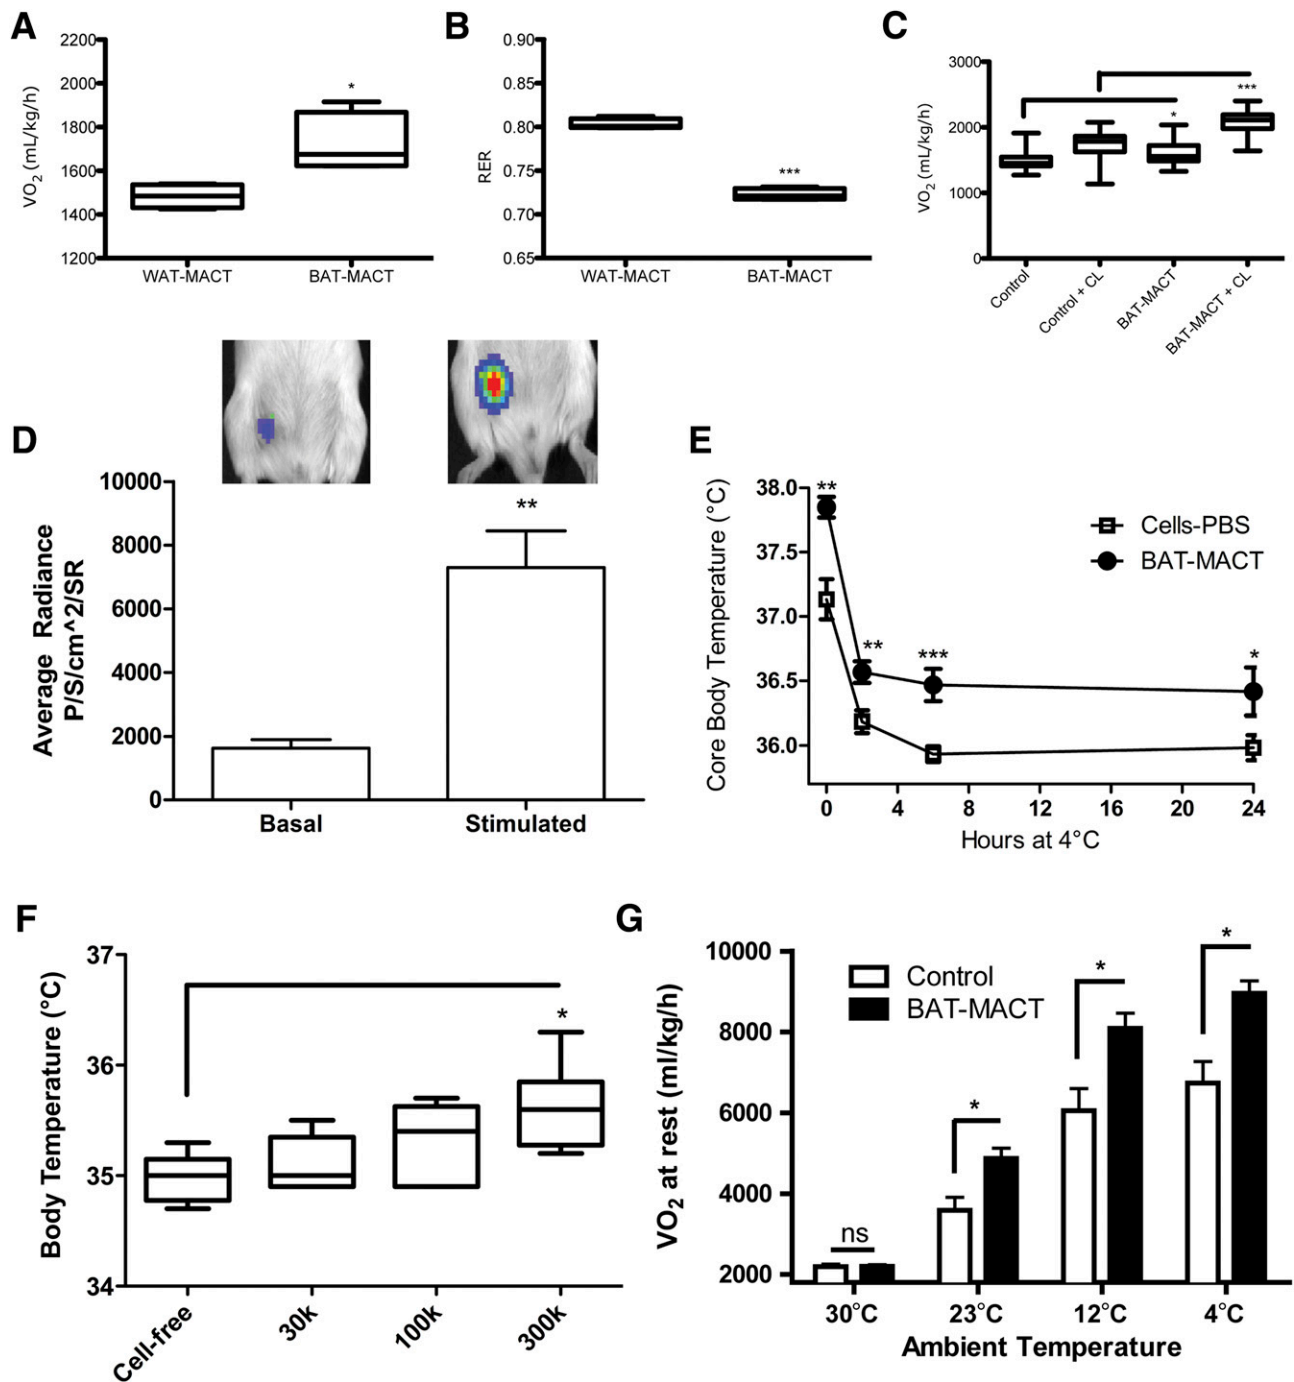 A
VO2 (mL/kg/h)
2200
2000
1800
1600
1400
1200
*
WAT-MACT
BAT-MACT
B
RER
0.90
0.85
0.80
0.75
0.70
0.65
***
WAT-MACT
BAT-MACT
C
VO2 (mL/kg/h)
3000
2000
1000
0
*
***
Control
Control + CL
BAT-MACT
BAT-MACT + CL
D
Average Radiance
P/S/cm^2/SR
10000
8000
6000
4000
2000
0
**
Basal
Stimulated
E
Core Body Temperature (°C)
38.0
37.5
37.0
36.5
36.0
**
**
***
*
Cells-PBS
BAT-MACT
0 4 8 12 16 20 24
Hours at 4°C
F
Body Temperature (°C)
37
36
35
34
*
Cell-free
30k
100k
300k
G
VO2 at rest (ml/kg/h)
10000
8000
6000
4000
2000
Control
BAT-MACT
ns
*
*
*
30°C
23°C
12°C
4°C
Ambient Temperature